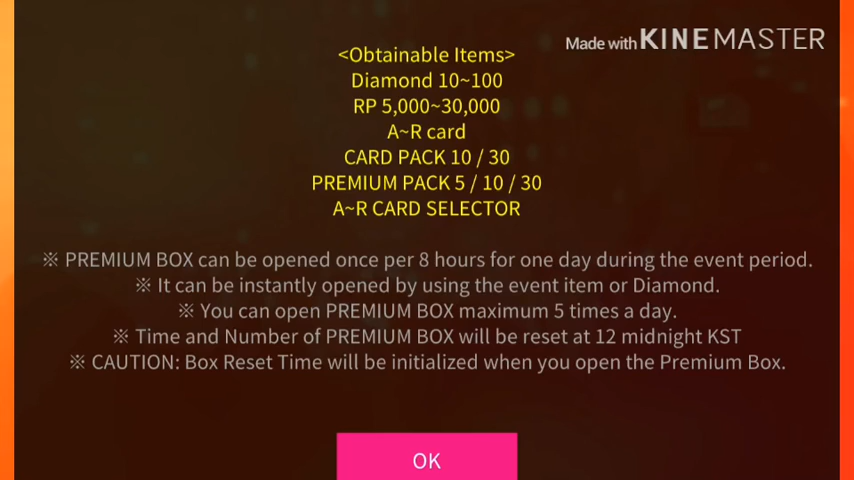 Made with KINEMASTER
<Obtainable Items>
Diamond 10~100
RP 5,000~30,000
A~R card
CARD PACK 10 / 30
PREMIUM PACK 5 / 10 / 30
A~R CARD SELECTOR
※ PREMIUM BOX can be opened once per 8 hours for one day during the event period.
※ It can be instantly opened by using the event item or Diamond.
※ You can open PREMIUM BOX maximum 5 times a day.
※ Time and Number of PREMIUM BOX will be reset at 12 midnight KST
※ CAUTION: Box Reset Time will be initialized when you open the Premium Box.
OK